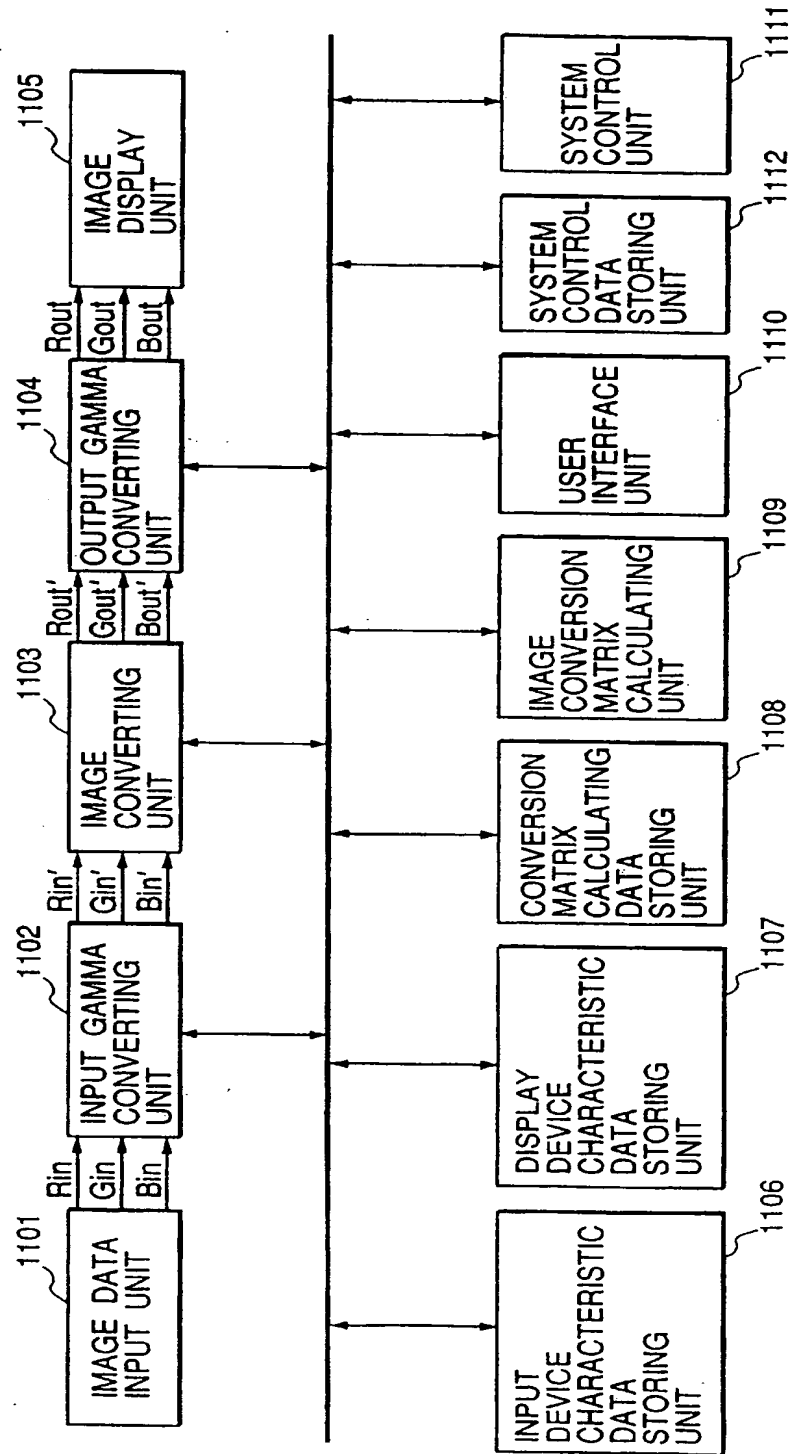 1101
IMAGE DATA
INPUT UNIT
Rin
Gin
Bin
1102
INPUT GAMMA
CONVERTING
UNIT
Rin'
Gin'
Bin'
1103
IMAGE
CONVERTING
UNIT
Rout'
Gout'
Bout'
1104
OUTPUT GAMMA
CONVERTING
UNIT
Rout
Gout
Bout
1105
IMAGE
DISPLAY
UNIT
INPUT
DEVICE
CHARACTERISTIC
DATA
STORING
UNIT
1106
DISPLAY
DEVICE
CHARACTERISTIC
DATA
STORING
UNIT
1107
CONVERSION
MATRIX
CALCULATING
DATA
STORING
UNIT
1108
IMAGE
CONVERSION
MATRIX
CALCULATING
UNIT
1109
USER
INTERFACE
UNIT
1110
SYSTEM
CONTROL
DATA
STORING
UNIT
1112
SYSTEM
CONTROL
UNIT
1111